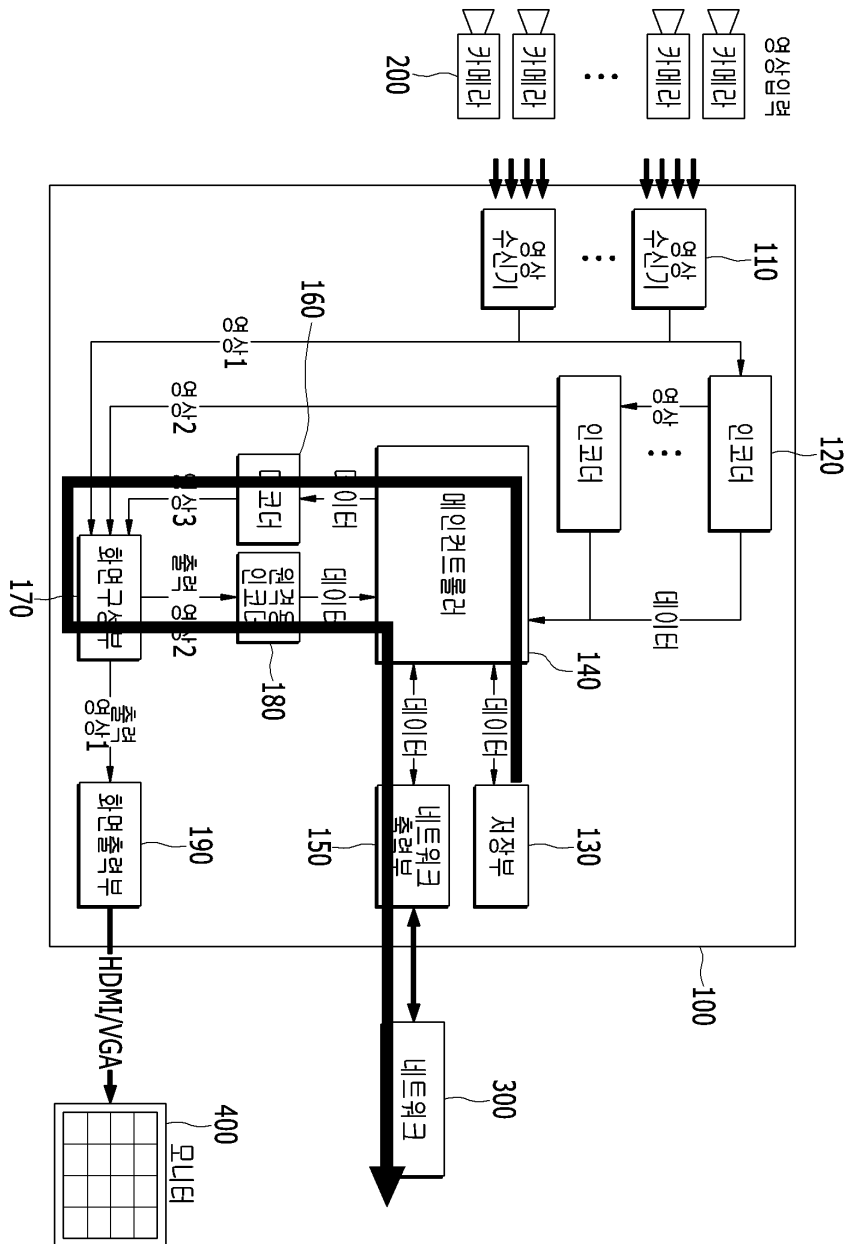 영상입력
카메라
카메라
...
카메라
카메라
200
영상
수신기
110
...
영상
수신기
영상1
인코더
120
영상
...
인코더
영상2
데이터
메인컨트롤러
140
데이터
디코더
160
영상3
화면구성부
170
출력
영상2
원격용
인코더
180
데이터
출력
영상1
데이터
데이터
저장부
130
네트워크
출력부
150
화면출력부
190
100
HDMI/VGA
네트워크
300
400
모니터